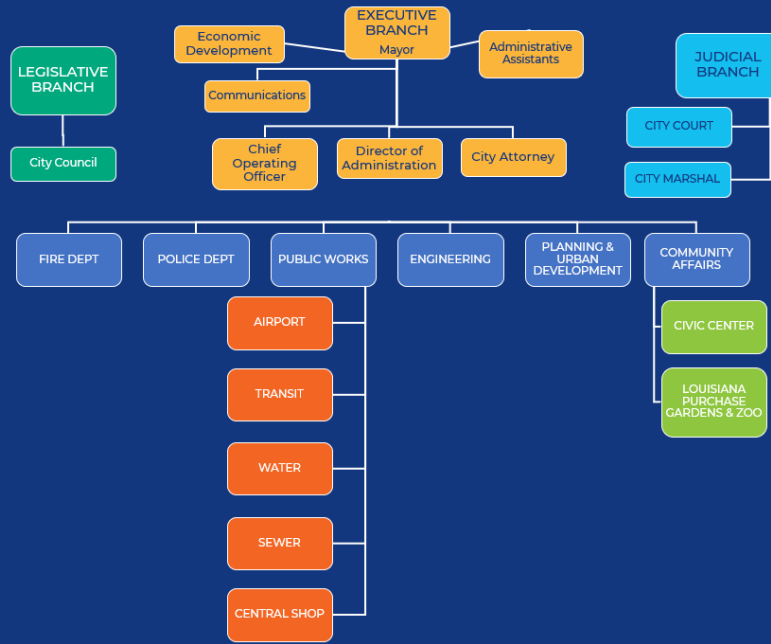 EXECUTIVE
BRANCH
Mayor
Economic
Development
Administrative
Assistants
LEGISLATIVE
BRANCH
JUDICIAL
BRANCH
Communications
CITY COURT
Chief
Operating
Officer
Director of
Administration
City Attorney
City Council
CITY MARSHAL
FIRE DEPT
POLICE DEPT
PUBLIC WORKS
ENGINEERING
PLANNING &
URBAN
DEVELOPMENT
COMMUNITY
AFFAIRS
AIRPORT
TRANSIT
WATER
SEWER
CENTRAL SHOP
CIVIC CENTER
LOUISIANA
PURCHASE
GARDENS & ZOO